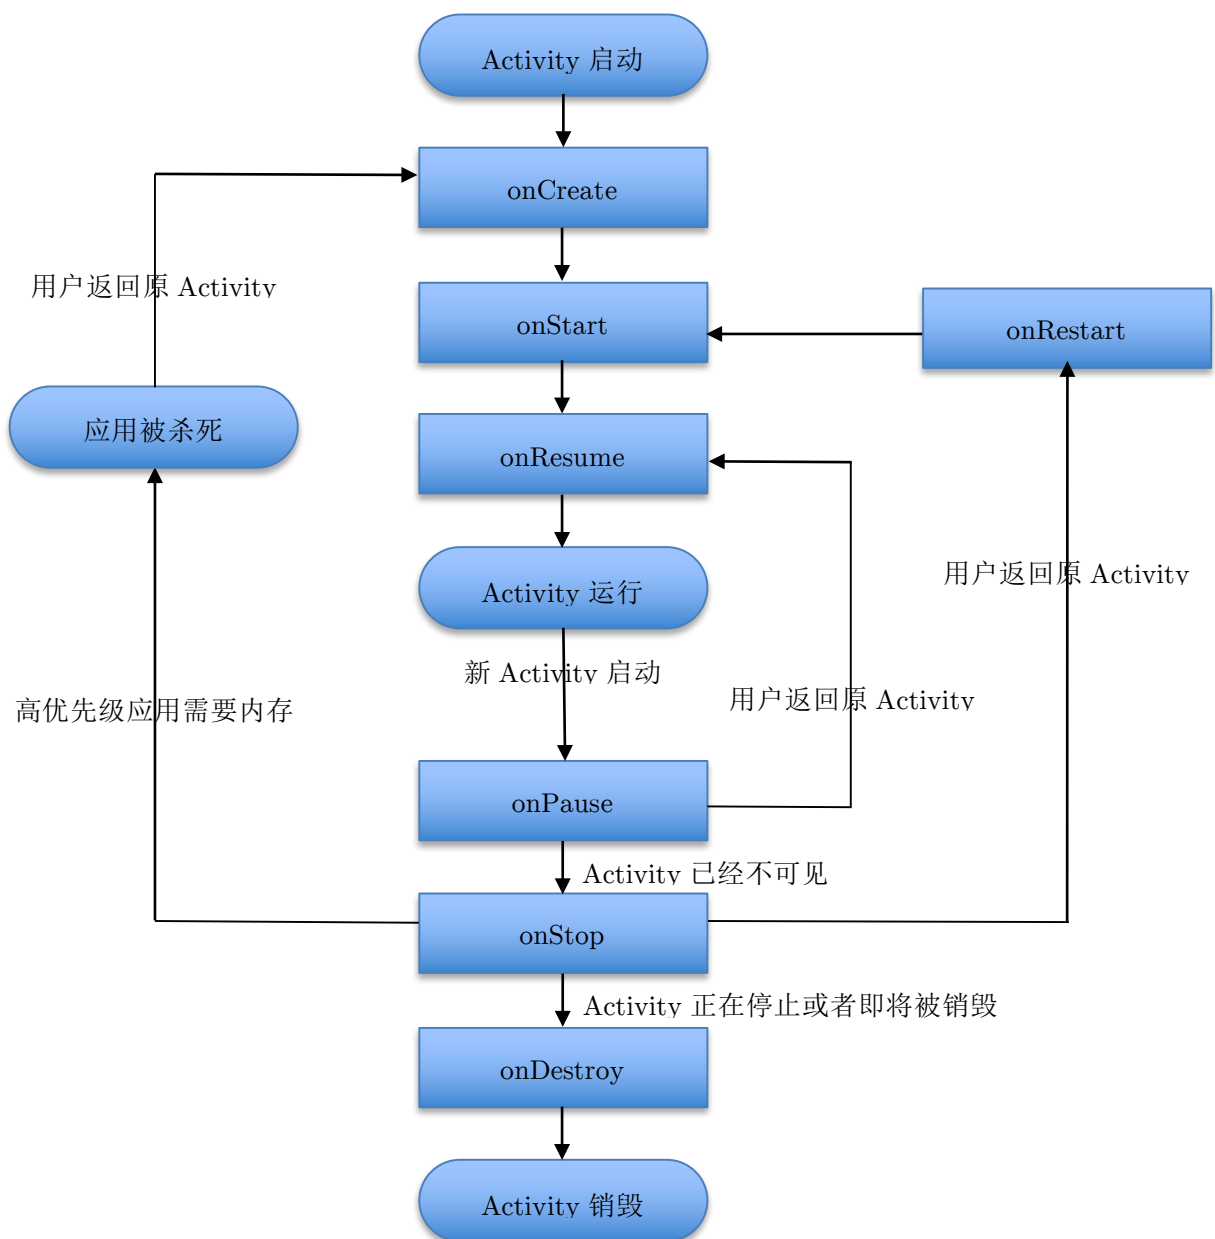 Activity 启动
onCreate
用户返回原 Activity
onStart
onRestart
应用被杀死
onResume
Activity 运行
用户返回原 Activity
新 Activity 启动
用户返回原 Activity
高优先级应用需要内存
onPause
Activity 已经不可见
onStop
Activity 正在停止或者即将被销毁
onDestroy
Activity 销毁